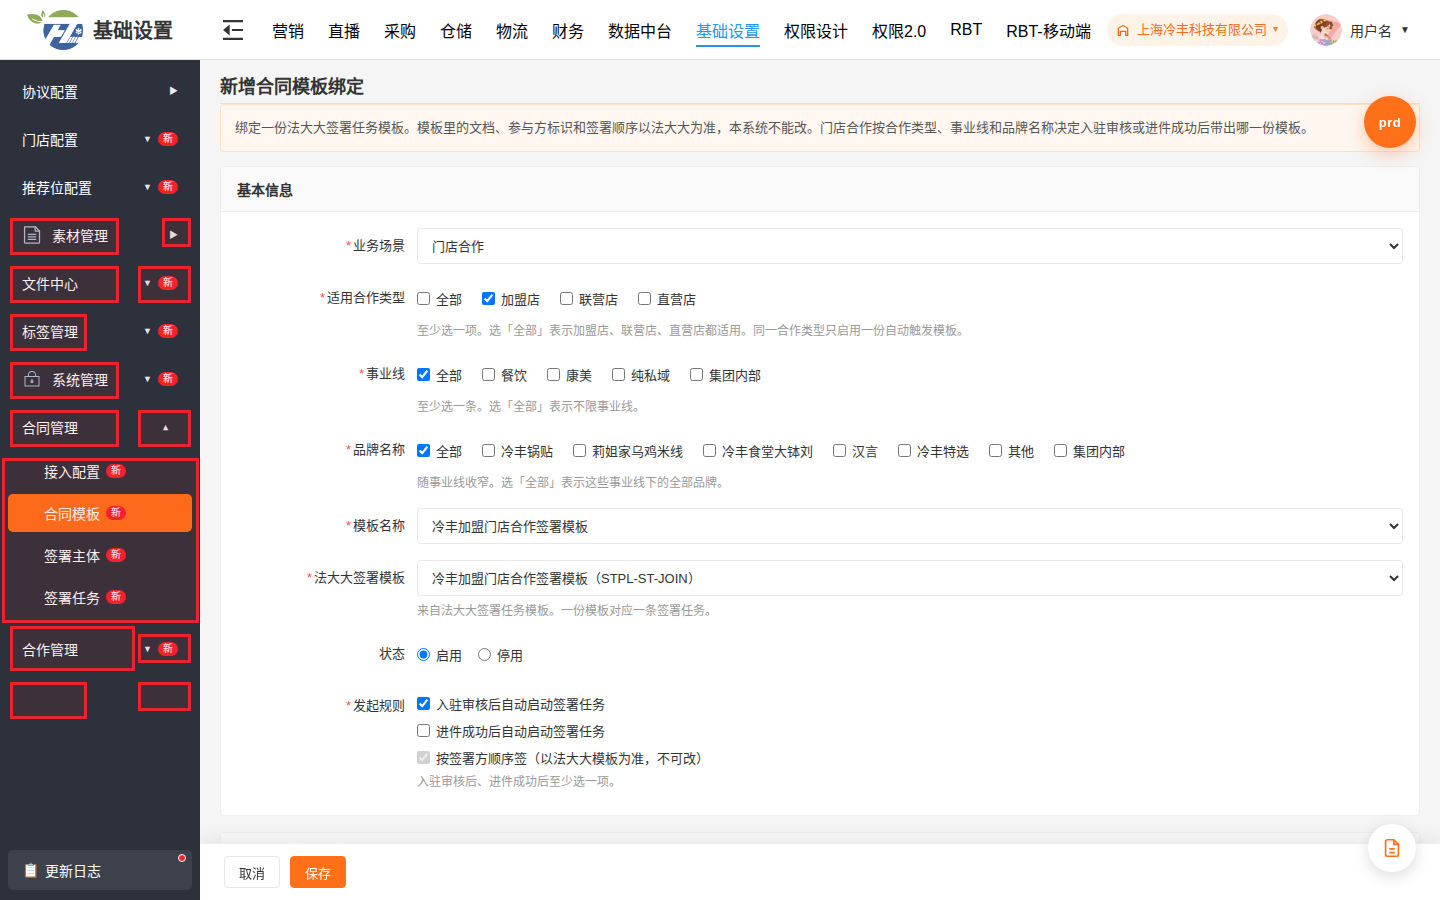 基础设置
营销 直播 采购 仓储 物流 财务 数据中台 基础设置 权限设计 权限2.0 RBT RBT-移动端
上海冷丰科技有限公司
用户名
协议配置
门店配置 新
推荐位配置 新
素材管理
文件中心 新
标签管理 新
系统管理 新
合同管理
接入配置 新
合同模板 新
签署主体 新
签署任务 新
合作管理 新
更新日志
新增合同模板绑定
绑定一份法大大签署任务模板。模板里的文档、参与方标识和签署顺序以法大大为准，本系统不能改。门店合作按合作类型、事业线和品牌名称决定入驻审核或进件成功后带出哪一份模板。
prd
基本信息
*业务场景 门店合作
*适用合作类型 全部 加盟店 联营店 直营店
至少选一项。选「全部」表示加盟店、联营店、直营店都适用。同一合作类型只启用一份自动触发模板。
*事业线 全部 餐饮 康美 纯私域 集团内部
至少选一条。选「全部」表示不限事业线。
*品牌名称 全部 冷丰锅贴 莉姐家乌鸡米线 冷丰食堂大钵刘 汉言 冷丰特选 其他 集团内部
随事业线收窄。选「全部」表示这些事业线下的全部品牌。
*模板名称 冷丰加盟门店合作签署模板
*法大大签署模板 冷丰加盟门店合作签署模板（STPL-ST-JOIN）
来自法大大签署任务模板。一份模板对应一条签署任务。
状态 启用 停用
*发起规则 入驻审核后自动启动签署任务
进件成功后自动启动签署任务
按签署方顺序签（以法大大模板为准，不可改）
入驻审核后、进件成功后至少选一项。
取消 保存